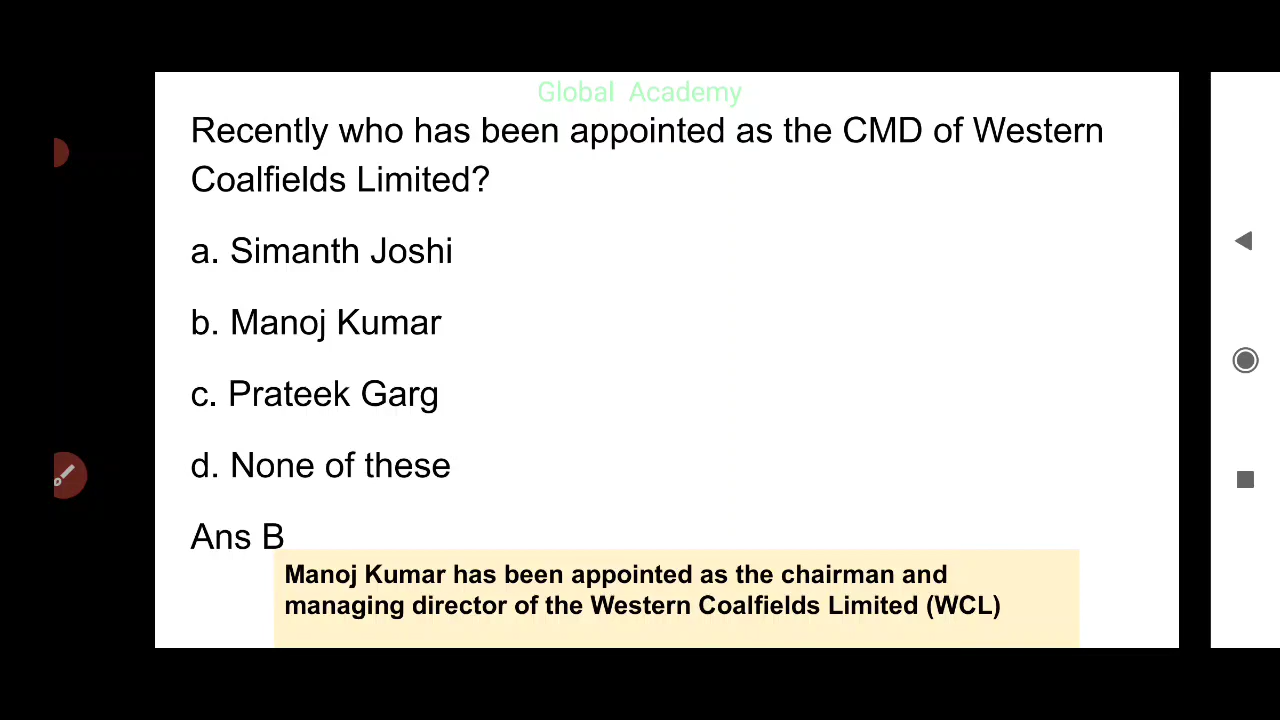 Global Academy
Recently who has been appointed as the CMD of Western
Coalfields Limited?
a. Simanth Joshi
b. Manoj Kumar
c. Prateek Garg
d. None of these
Ans B
Manoj Kumar has been appointed as the chairman and
managing director of the Western Coalfields Limited (WCL)